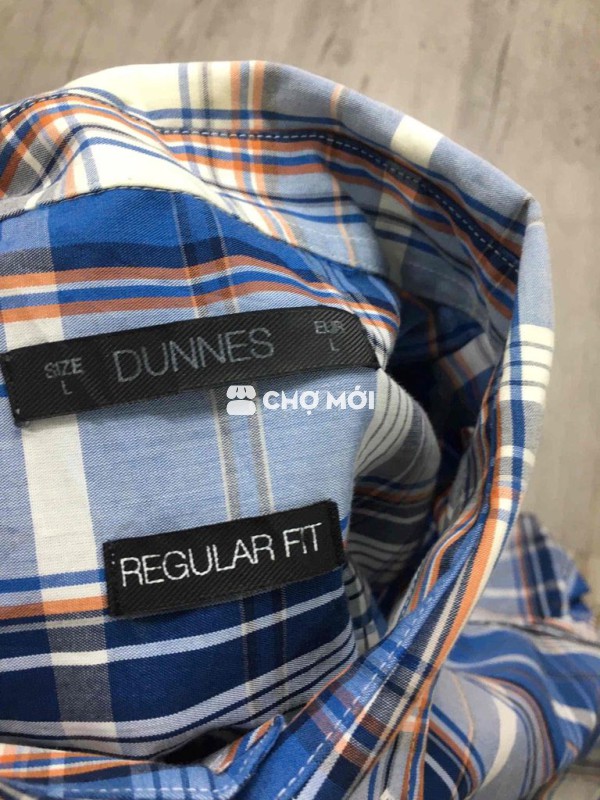 SIZE
L
DUNNES
EUR
L
CHỢ MỚI
REGULAR FIT